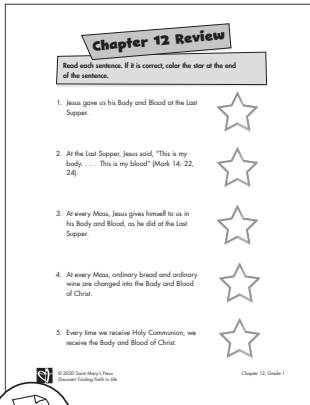 Chapter 12 Review
Read each sentence. If it is correct, color the star at the end
of the sentence.
1. Jesus gave us his Body and Blood at the Last
Supper.
2. At the Last Supper, Jesus said, “This is my
body. . . . This is my blood” (Mark 14: 22,
24).
3. At every Mass, Jesus gives himself to us in
his Body and Blood, as he did at the Last
Supper.
4. At every Mass, ordinary bread and ordinary
wine are changed into the Body and Blood
of Christ.
5. Every time we receive Holy Communion, we
receive the Body and Blood of Christ.
© 2020 Saint Mary’s Press
Discover Finding Faith in Life
Chapter 12, Grade 1